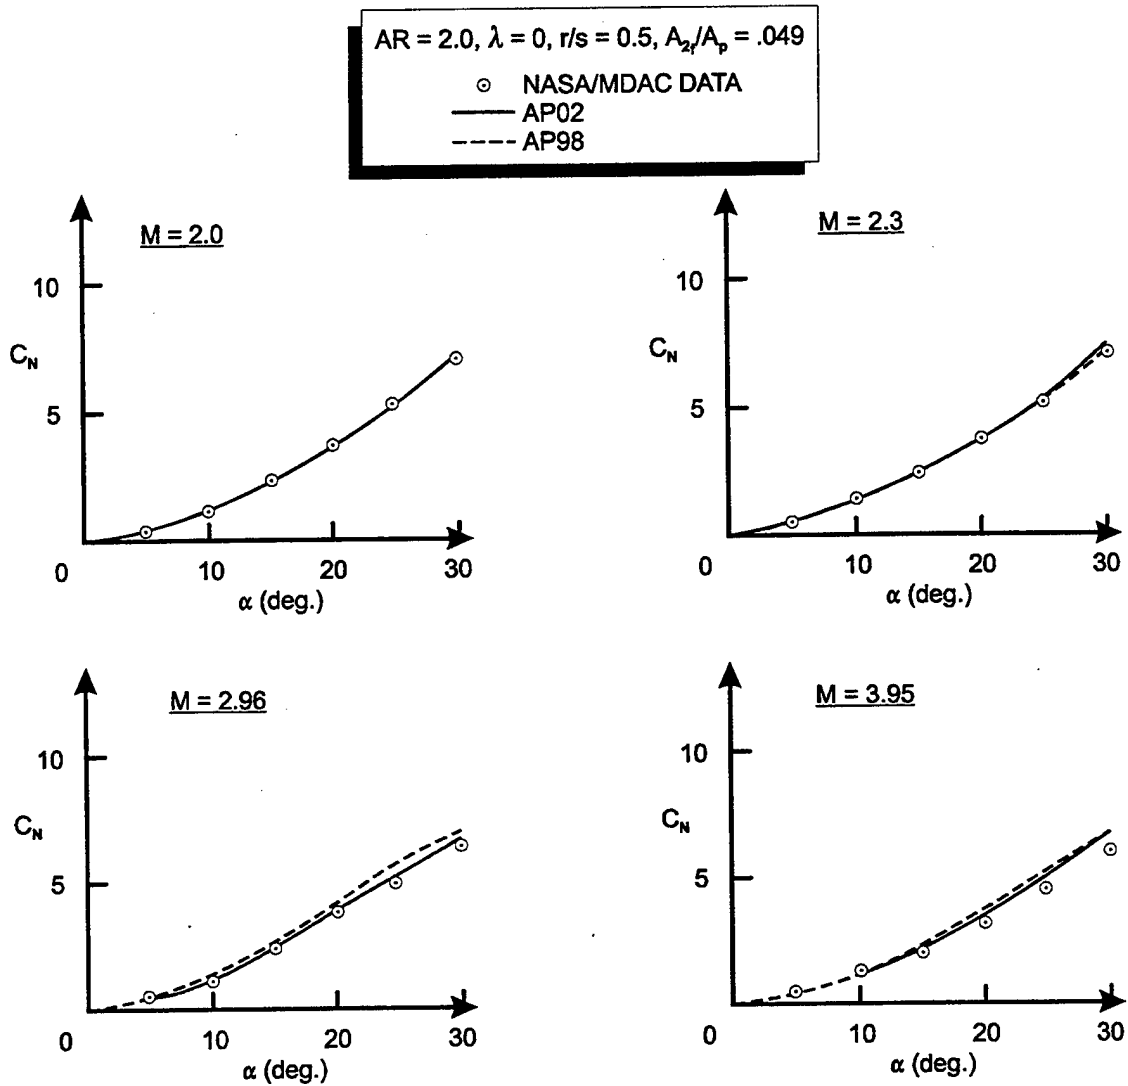 AR = 2.0, λ = 0, r/s = 0.5, A₂f/Aₚ = .049
NASA/MDAC DATA
AP02
AP98
M = 2.0
10
C_N
5
0
10
20
30
α (deg.)
M = 2.3
10
C_N
5
0
10
20
30
α (deg.)
M = 2.96
10
C_N
5
0
10
20
30
α (deg.)
M = 3.95
10
C_N
5
0
10
20
30
α (deg.)